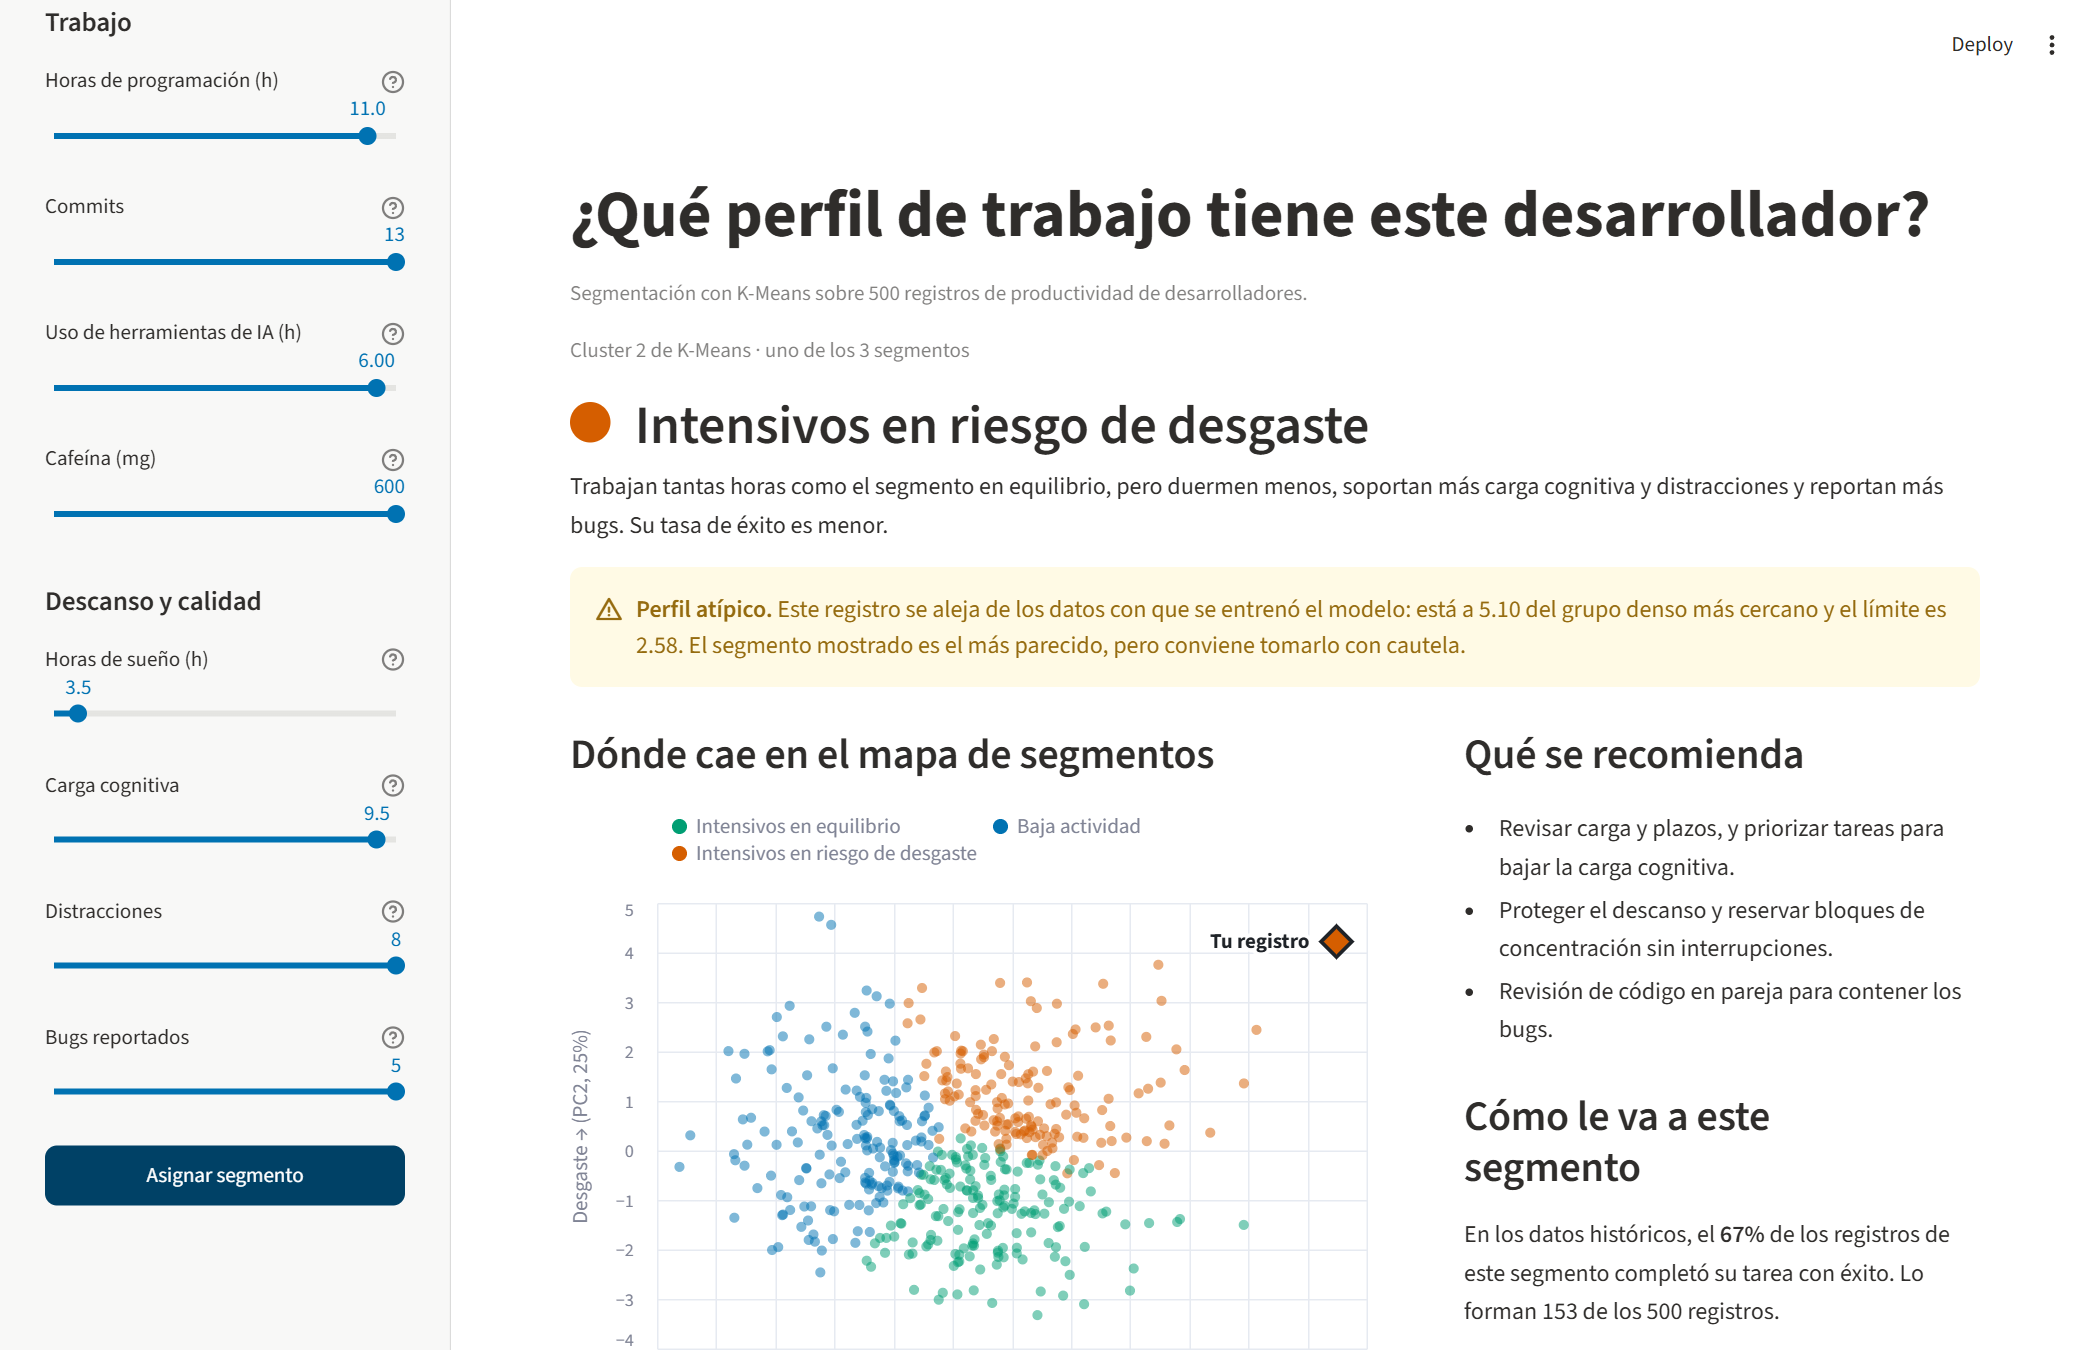 Trabajo
Horas de programación (h)
11.0
Commits
13
Uso de herramientas de IA (h)
6.00
Cafeína (mg)
600
Descanso y calidad
Horas de sueño (h)
3.5
Carga cognitiva
9.5
Distracciones
8
Bugs reportados
5
Asignar segmento
Deploy
¿Qué perfil de trabajo tiene este desarrollador?
Segmentación con K-Means sobre 500 registros de productividad de desarrolladores.
Cluster 2 de K-Means · uno de los 3 segmentos
Intensivos en riesgo de desgaste
Trabajan tantas horas como el segmento en equilibrio, pero duermen menos, soportan más carga cognitiva y distracciones y reportan más
bugs. Su tasa de éxito es menor.
Perfil atípico. Este registro se aleja de los datos con que se entrenó el modelo: está a 5.10 del grupo denso más cercano y el límite es
2.58. El segmento mostrado es el más parecido, pero conviene tomarlo con cautela.
Dónde cae en el mapa de segmentos
Intensivos en equilibrio
Baja actividad
Intensivos en riesgo de desgaste
Desgaste → (PC2, 25%)
5
4
3
2
1
0
−1
−2
−3
−4
Tu registro
Qué se recomienda
• Revisar carga y plazos, y priorizar tareas para
bajar la carga cognitiva.
• Proteger el descanso y reservar bloques de
concentración sin interrupciones.
• Revisión de código en pareja para contener los
bugs.
Cómo le va a este
segmento
En los datos históricos, el 67% de los registros de
este segmento completó su tarea con éxito. Lo
forman 153 de los 500 registros.